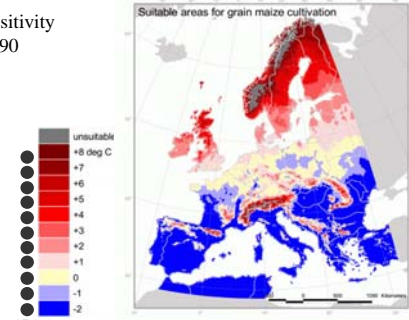 sitivity
90
Suitable areas for grain maize cultivation
unsuitable
+8 deg C
+7
+6
+5
+4
+3
+2
+1
0
-1
-2
0
500
1000 Kilometers